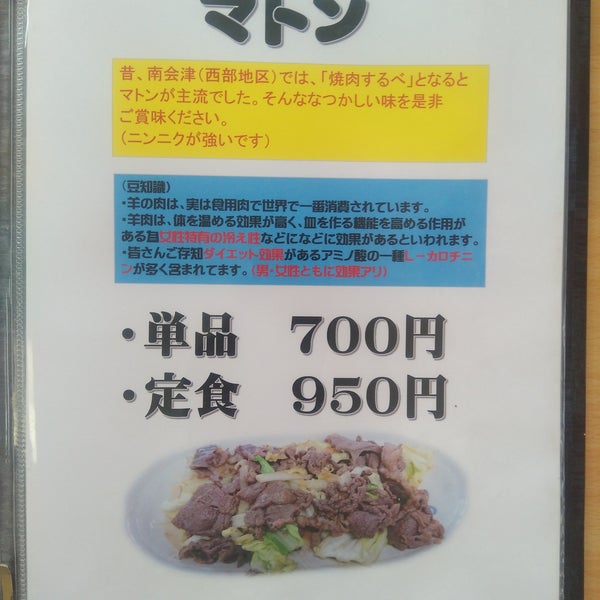 マトン
昔、南会津（西部地区）では、「焼肉するべ」となると
マトンが主流でした。そんななつかしい味を是非
ご賞味ください。
（ニンニクが強いです）
（豆知識）
・羊の肉は、実は食用肉で世界で一番消費されています。
・羊肉は、体を温める効果が高く、血を作る機能を高める作用が
ある為女性特有の冷え性などになどに効果があるといわれます。
・皆さんご存知ダイエット効果があるアミノ酸の一種L－カロチニ
ンが多く含まれてます。（男・女性ともに効果アリ）
・単品 700円
・定食 950円